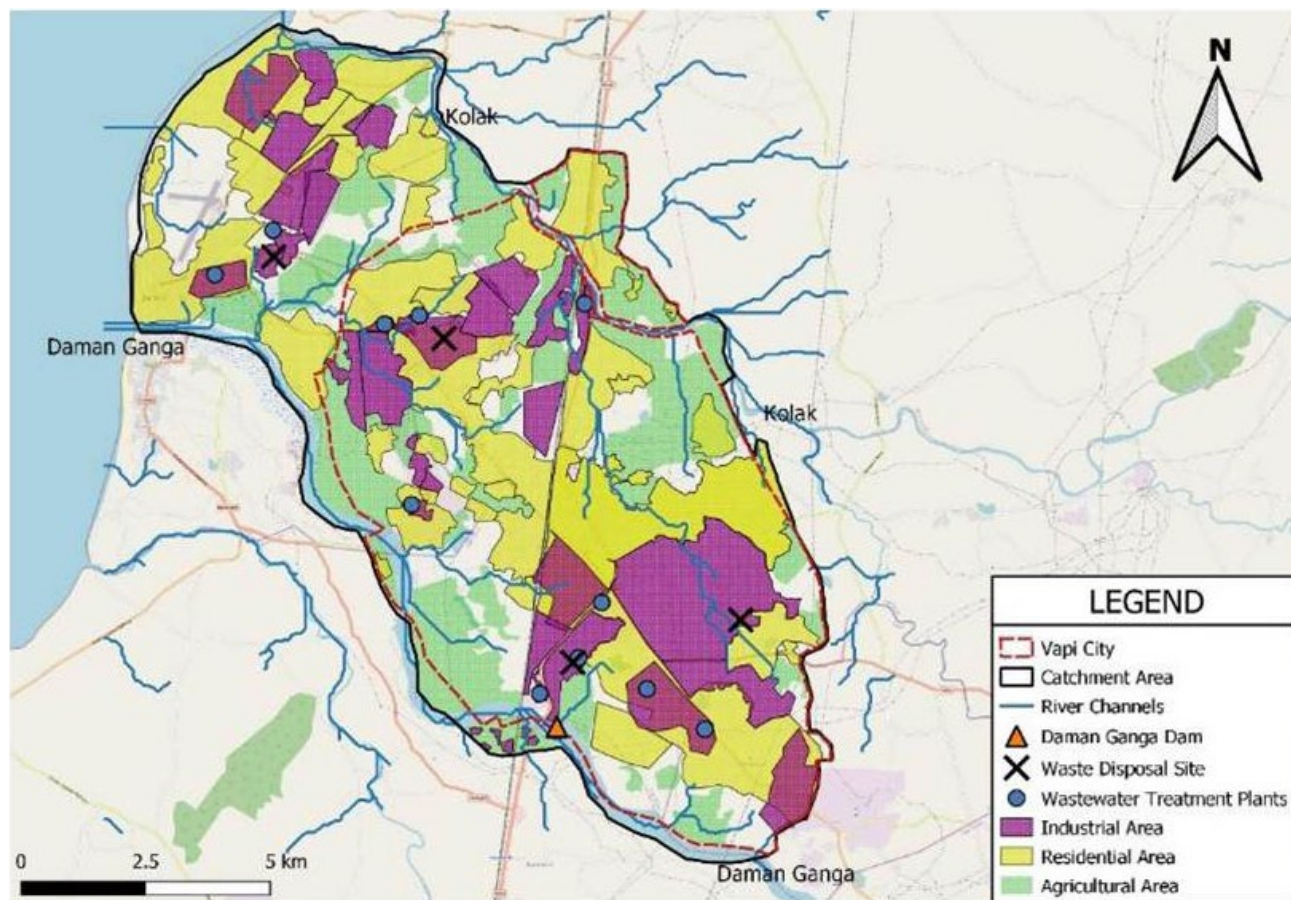 N
Kolak
Daman Ganga
Kolak
Daman Ganga
0 2.5 5 km
LEGEND
Vapi City
Catchment Area
River Channels
Daman Ganga Dam
Waste Disposal Site
Wastewater Treatment Plants
Industrial Area
Residential Area
Agricultural Area